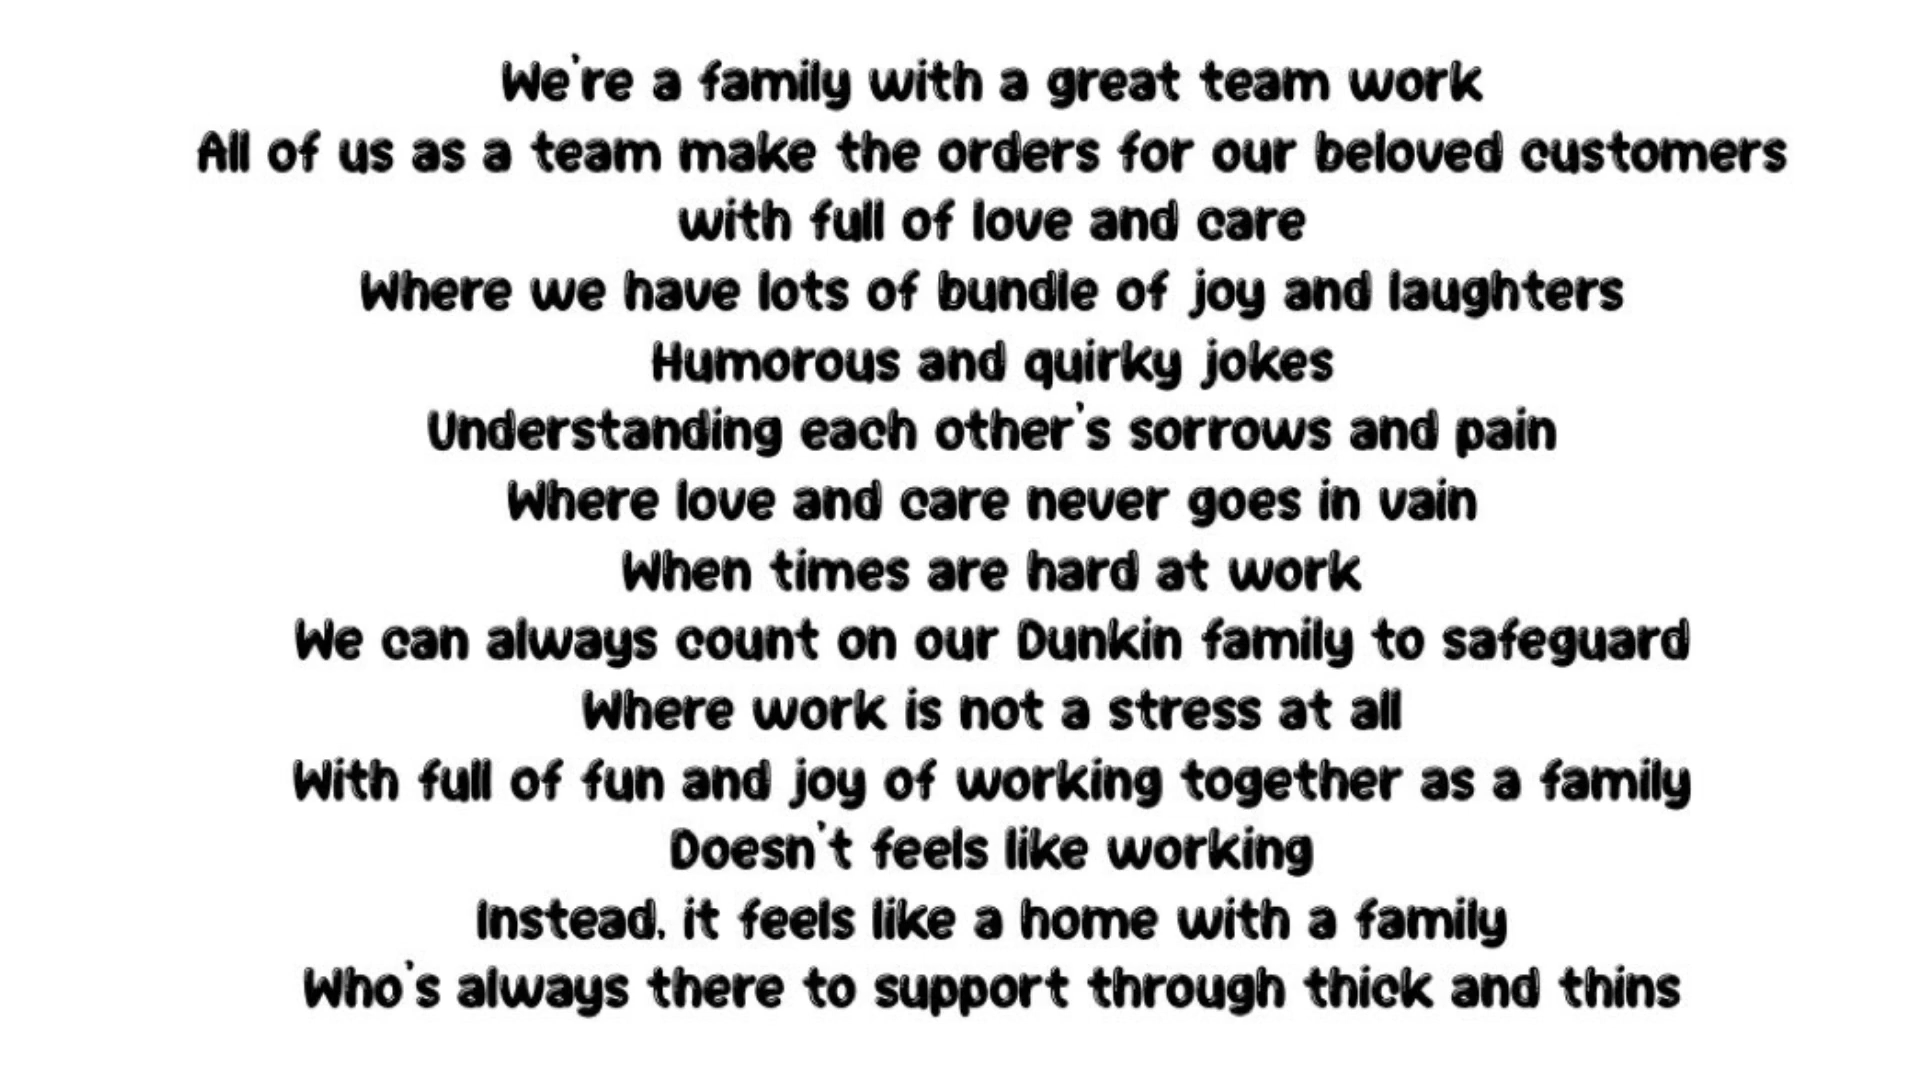 We're a family with a great team work
All of us as a team make the orders for our beloved customers
with full of love and care
Where we have lots of bundle of joy and laughters
Humorous and quirky jokes
Understanding each other's sorrows and pain
Where love and care never goes in vain
When times are hard at work
We can always count on our Dunkin family to safeguard
Where work is not a stress at all
With full of fun and joy of working together as a family
Doesn't feels like working
Instead, it feels like a home with a family
Who's always there to support through thick and thins